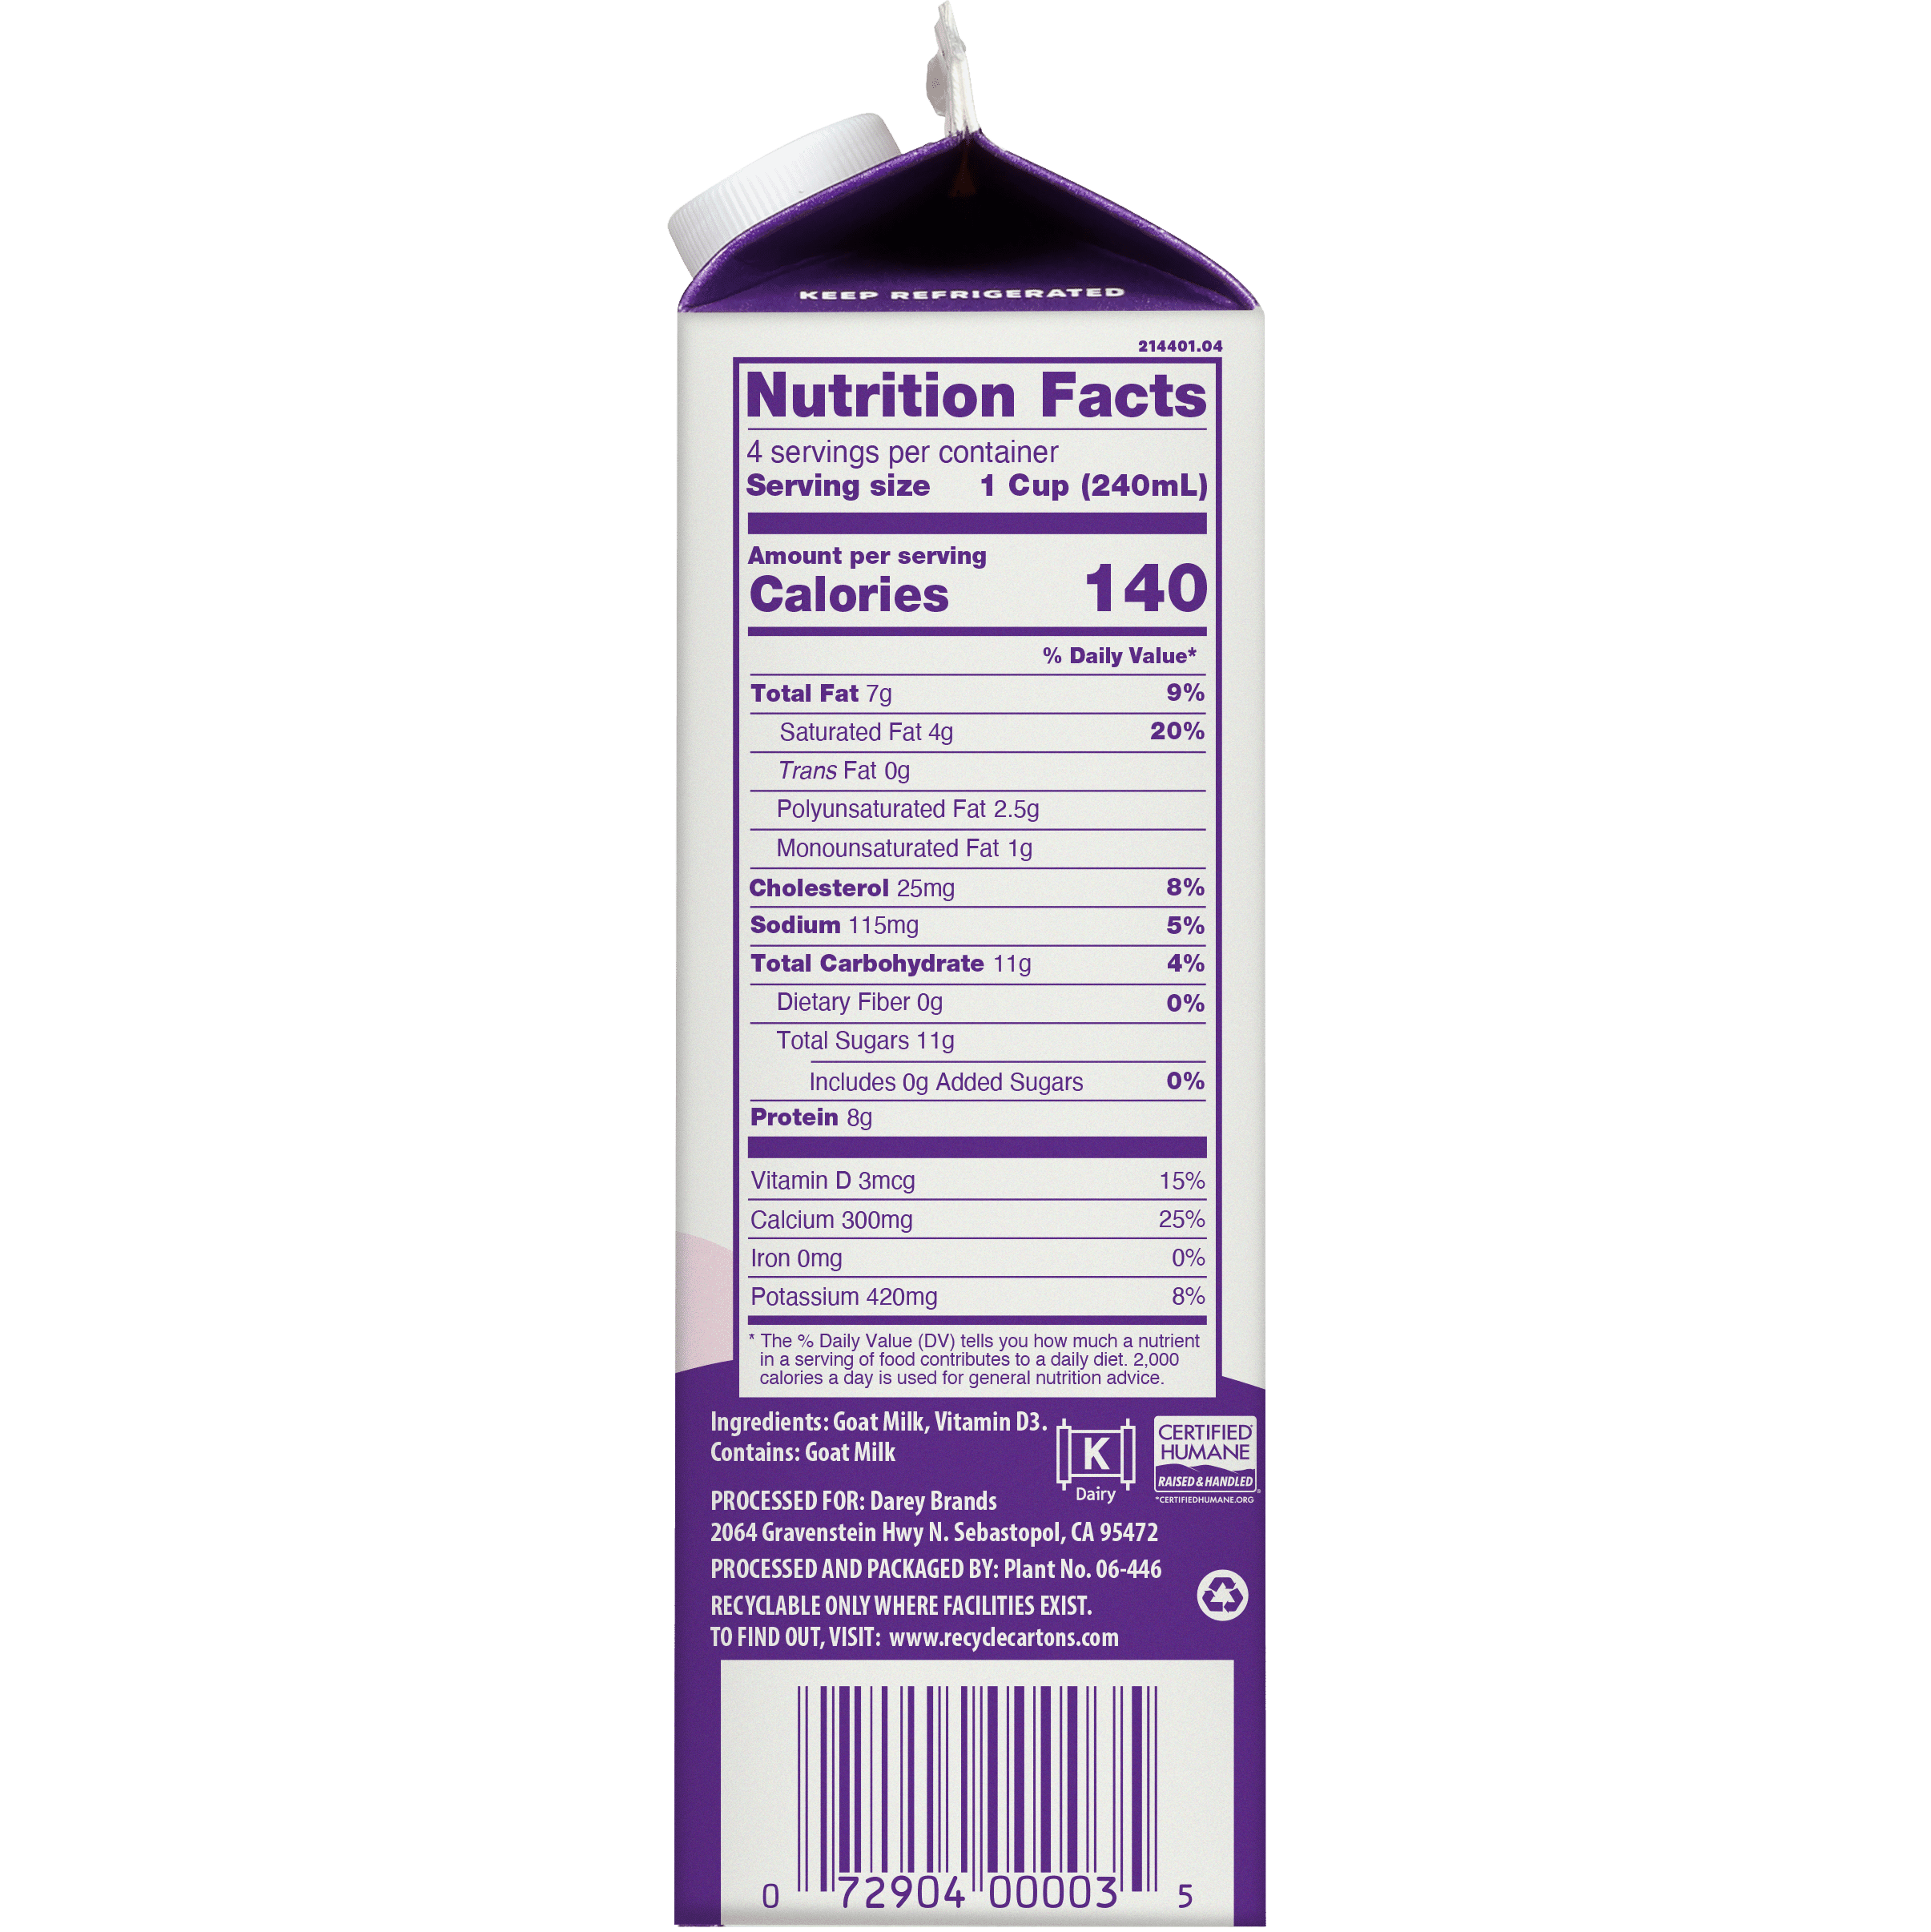 KEEP REFRIGERATED
214401.04
Nutrition Facts
4 servings per container
Serving size 1 Cup (240mL)
Amount per serving
Calories 140
% Daily Value*
Total Fat 7g 9%
Saturated Fat 4g 20%
Trans Fat 0g
Polyunsaturated Fat 2.5g
Monounsaturated Fat 1g
Cholesterol 25mg 8%
Sodium 115mg 5%
Total Carbohydrate 11g 4%
Dietary Fiber 0g 0%
Total Sugars 11g
Includes 0g Added Sugars 0%
Protein 8g
Vitamin D 3mcg 15%
Calcium 300mg 25%
Iron 0mg 0%
Potassium 420mg 8%
* The % Daily Value (DV) tells you how much a nutrient
in a serving of food contributes to a daily diet. 2,000
calories a day is used for general nutrition advice.
Ingredients: Goat Milk, Vitamin D3.
Contains: Goat Milk
K
Dairy
CERTIFIED
HUMANE
RAISED & HANDLED
*CERTIFIEDHUMANE.ORG
PROCESSED FOR: Darey Brands
2064 Gravenstein Hwy N. Sebastopol, CA 95472
PROCESSED AND PACKAGED BY: Plant No. 06-446
RECYCLABLE ONLY WHERE FACILITIES EXIST.
TO FIND OUT, VISIT: www.recyclecartons.com
0 72904 00003 5